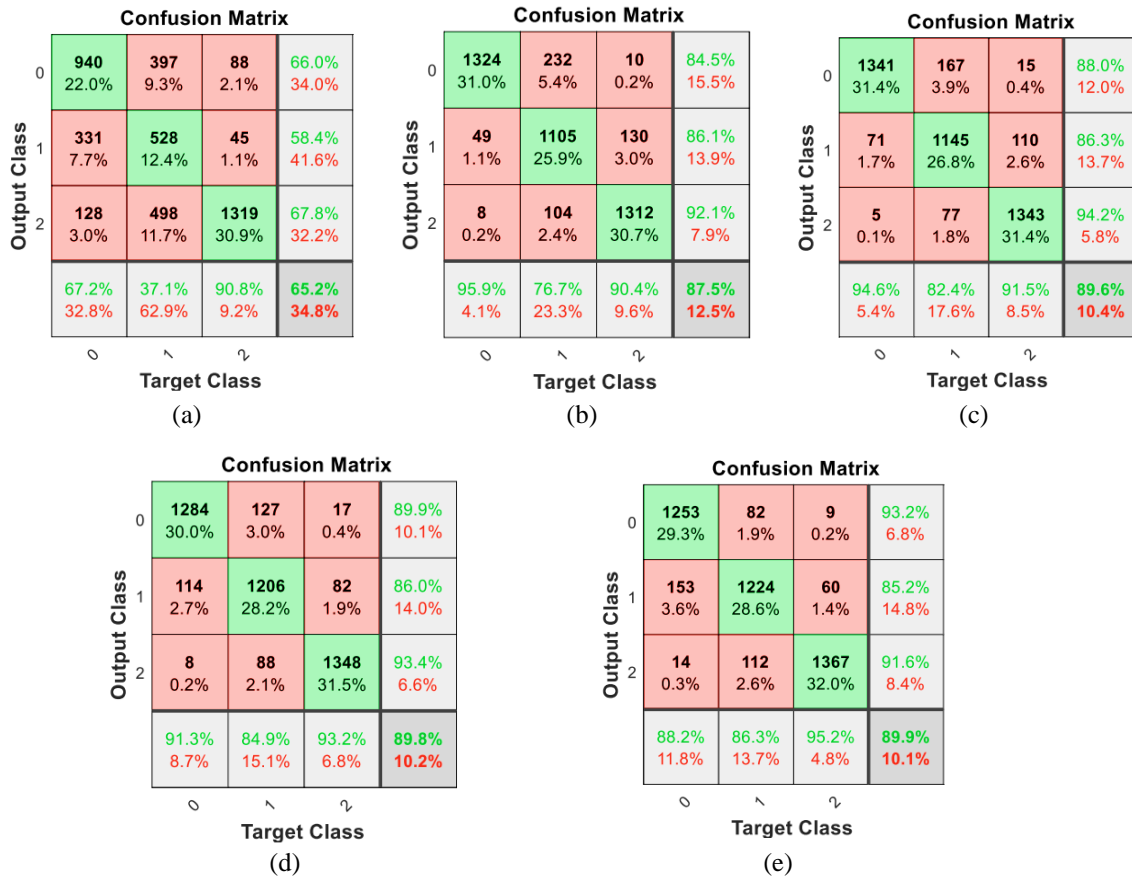 Confusion Matrix
940 397 88 66.0%
0
22.0% 9.3% 2.1% 34.0%
331 528 45 58.4%
1
7.7% 12.4% 1.1% 41.6%
128 498 1319 67.8%
2
3.0% 11.7% 30.9% 32.2%
67.2% 37.1% 90.8% 65.2%
32.8% 62.9% 9.2% 34.8%
0 1 2
Output Class
Target Class
(a)
Confusion Matrix
1324 232 10 84.5%
0
31.0% 5.4% 0.2% 15.5%
49 1105 130 86.1%
1
1.1% 25.9% 3.0% 13.9%
8 104 1312 92.1%
2
0.2% 2.4% 30.7% 7.9%
95.9% 76.7% 90.4% 87.5%
4.1% 23.3% 9.6% 12.5%
0 1 2
Output Class
Target Class
(b)
Confusion Matrix
1341 167 15 88.0%
0
31.4% 3.9% 0.4% 12.0%
71 1145 110 86.3%
1
1.7% 26.8% 2.6% 13.7%
5 77 1343 94.2%
2
0.1% 1.8% 31.4% 5.8%
94.6% 82.4% 91.5% 89.6%
5.4% 17.6% 8.5% 10.4%
0 1 2
Output Class
Target Class
(c)
Confusion Matrix
1284 127 17 89.9%
0
30.0% 3.0% 0.4% 10.1%
114 1206 82 86.0%
1
2.7% 28.2% 1.9% 14.0%
8 88 1348 93.4%
2
0.2% 2.1% 31.5% 6.6%
91.3% 84.9% 93.2% 89.8%
8.7% 15.1% 6.8% 10.2%
0 1 2
Output Class
Target Class
(d)
Confusion Matrix
1253 82 9 93.2%
0
29.3% 1.9% 0.2% 6.8%
153 1224 60 85.2%
1
3.6% 28.6% 1.4% 14.8%
14 112 1367 91.6%
2
0.3% 2.6% 32.0% 8.4%
88.2% 86.3% 95.2% 89.9%
11.8% 13.7% 4.8% 10.1%
0 1 2
Output Class
Target Class
(e)